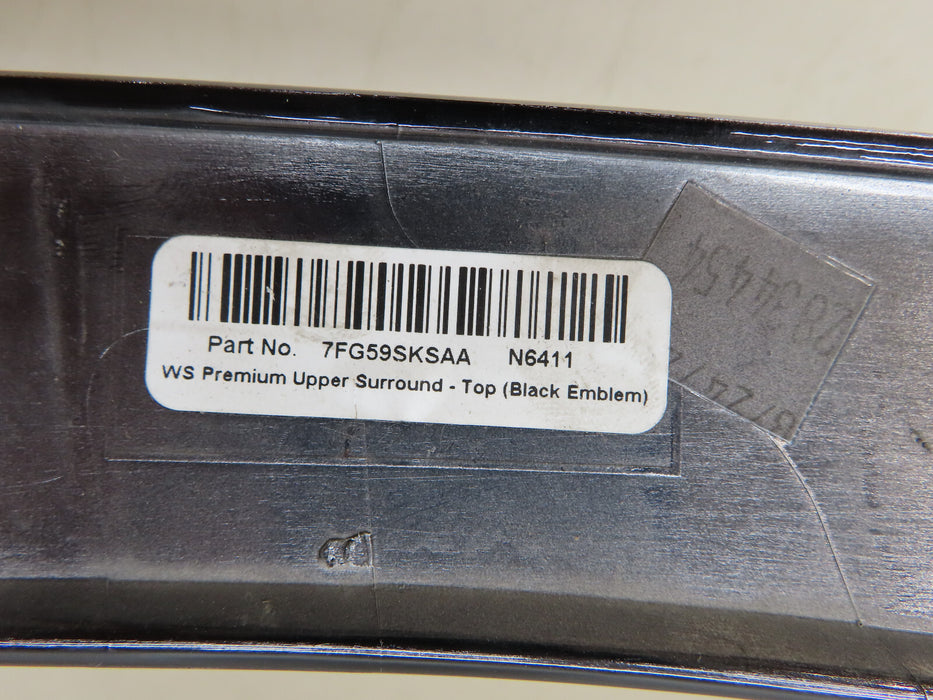 Part No. 7FG59SKSAA N6411
WS Premium Upper Surround - Top (Black Emblem)